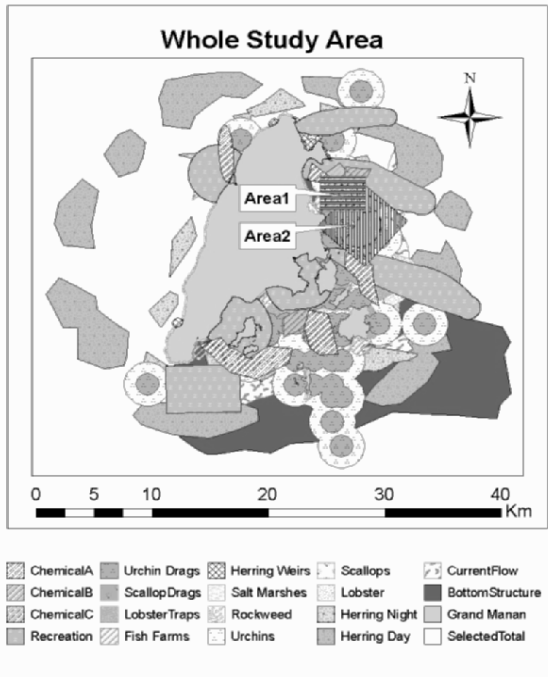 Whole Study Area
N
Area1
Area2
0 5 10 20 30 40
Km
ChemicalA Urchin Drags Herring Weirs Scallops CurrentFlow
ChemicalB ScallopDrags Salt Marshes Lobster BottomStructure
ChemicalC LobsterTraps Rockweed Herring Night Grand Manan
Recreation Fish Farms Urchins Herring Day SelectedTotal